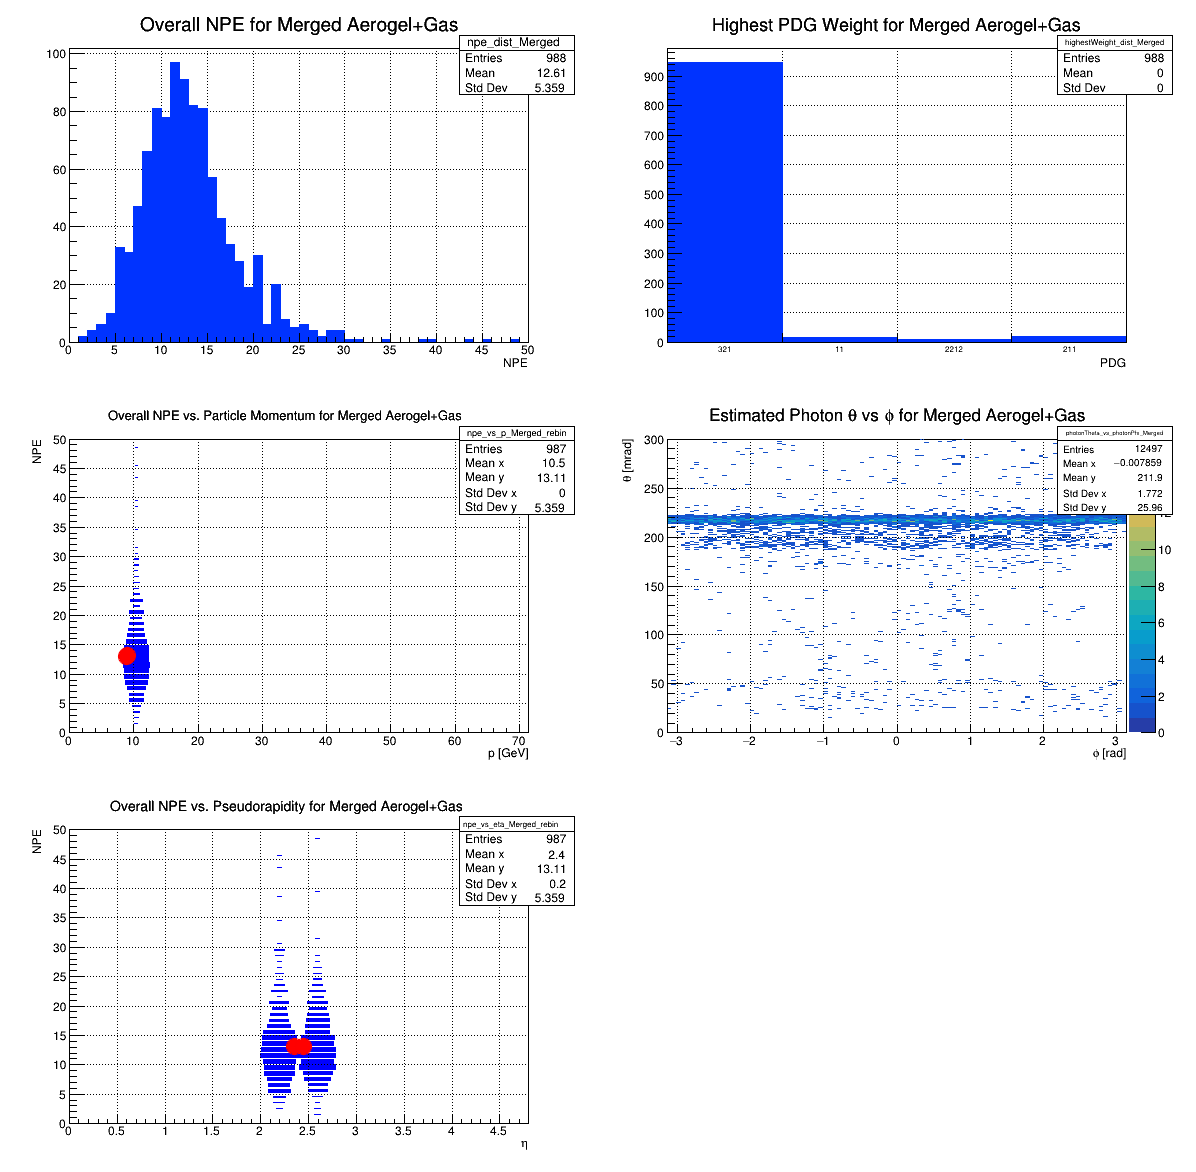 Overall NPE for Merged Aerogel+Gas
npe_dist_Merged
Entries 988
Mean 12.61
Std Dev 5.359
100
80
60
40
20
0
0 5 10 15 20 25 30 35 40 45 50
NPE
Highest PDG Weight for Merged Aerogel+Gas
highestWeight_dist_Merged
Entries 988
Mean 0
Std Dev 0
900
800
700
600
500
400
300
200
100
0
321 11 2212 211
PDG
Overall NPE vs. Particle Momentum for Merged Aerogel+Gas
npe_vs_p_Merged_rebin
Entries 987
Mean x 10.5
Mean y 13.11
Std Dev x 0
Std Dev y 5.359
NPE
50
45
40
35
30
25
20
15
10
5
0
0 10 20 30 40 50 60 70
p [GeV]
Estimated Photon θ vs ϕ for Merged Aerogel+Gas
photonTheta_vs_photonPhi_Merged
Entries 12497
Mean x −0.007859
Mean y 211.9
Std Dev x 1.772
Std Dev y 25.96
θ [mrad]
300
250
200
150
100
50
0
−3 −2 −1 0 1 2 3
ϕ [rad]
10
8
6
4
2
0
Overall NPE vs. Pseudorapidity for Merged Aerogel+Gas
npe_vs_eta_Merged_rebin
Entries 987
Mean x 2.4
Mean y 13.11
Std Dev x 0.2
Std Dev y 5.359
NPE
50
45
40
35
30
25
20
15
10
5
0
0 0.5 1 1.5 2 2.5 3 3.5 4 4.5
η